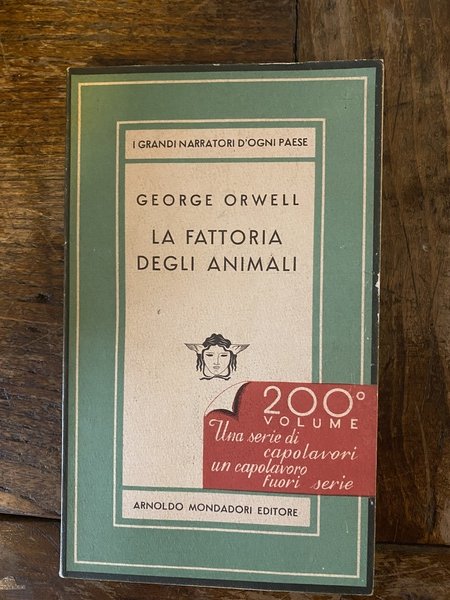 I GRANDI NARRATORI D'OGNI PAESE
GEORGE ORWELL
LA FATTORIA
DEGLI ANIMALI
200°
VOLUME
Una serie di
capolavori
un capolavoro
fuori serie
ARNOLDO MONDADORI EDITORE